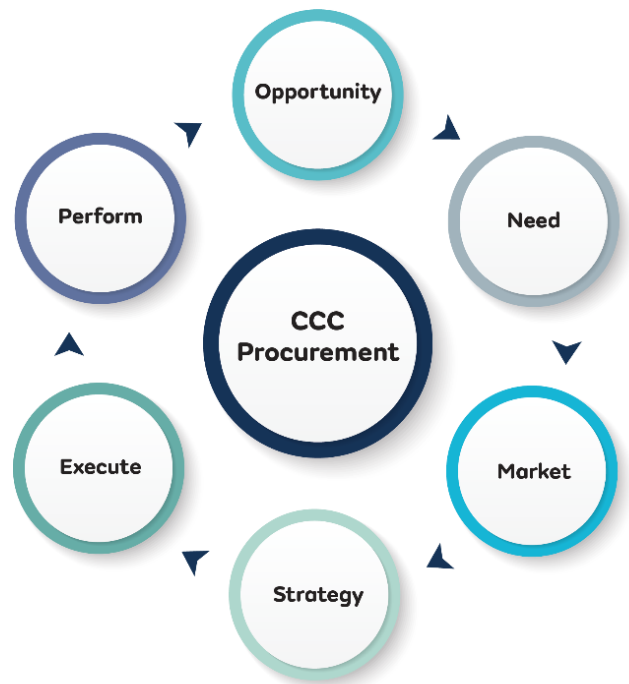 Opportunity
Need
Market
Strategy
Execute
Perform
CCC
Procurement